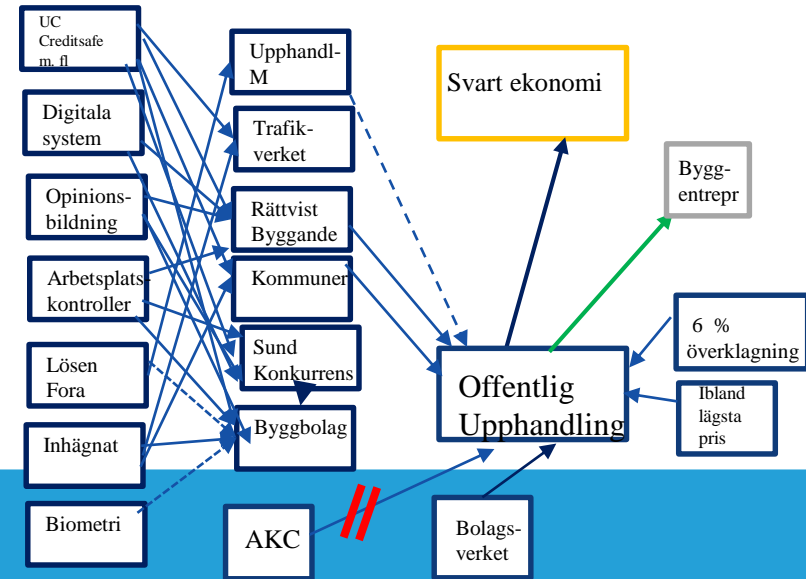 UC
Creditsafe
m. fl
Digitala
system
Opinions-
bildning
Arbetsplats-
kontroller
Lösen
Fora
Inhägnat
Biometri
Upphandl-
M
Trafik-
verket
Rättvist
Byggande
Kommuner
Sund
Konkurrens
Byggbolag
AKC
Svart ekonomi
Bygg-
entrepr
6 %
överklagning
Offentlig
Upphandling
Ibland
lägsta
pris
Bolags-
verket